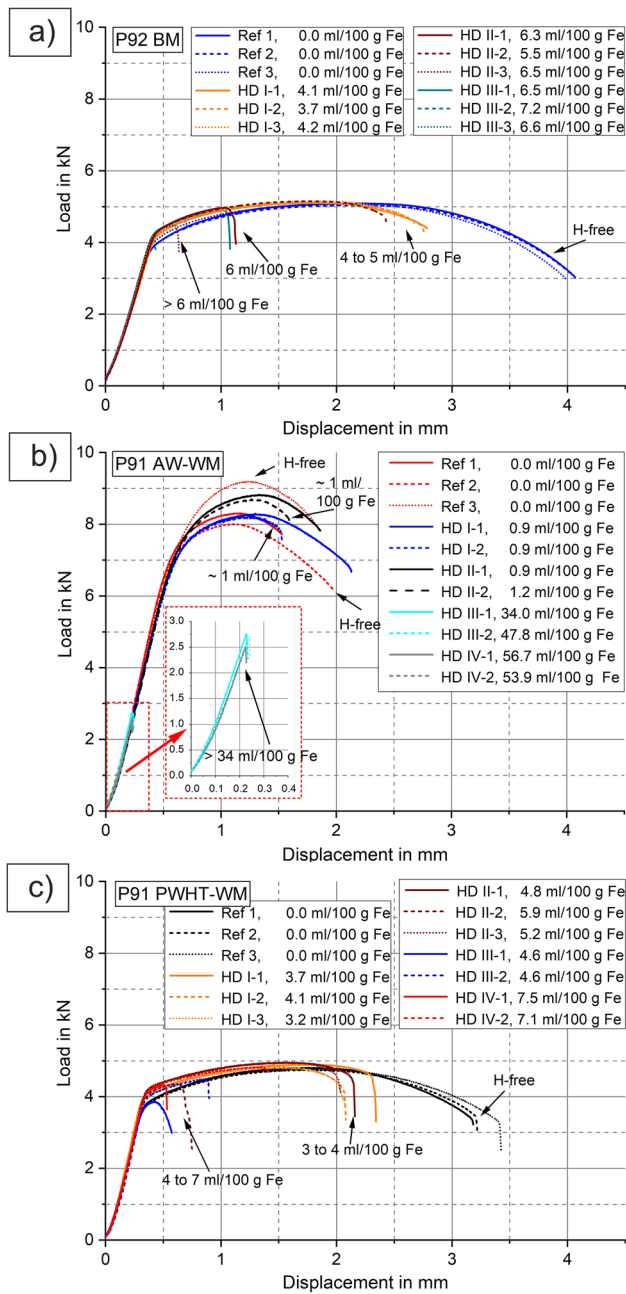 a)
P92 BM
Ref 1, 0.0 ml/100 g Fe
Ref 2, 0.0 ml/100 g Fe
Ref 3, 0.0 ml/100 g Fe
HD I-1, 4.1 ml/100 g Fe
HD I-2, 3.7 ml/100 g Fe
HD I-3, 4.2 ml/100 g Fe
HD II-1, 6.3 ml/100 g Fe
HD II-2, 5.5 ml/100 g Fe
HD II-3, 6.5 ml/100 g Fe
HD III-1, 6.5 ml/100 g Fe
HD III-2, 7.2 ml/100 g Fe
HD III-3, 6.6 ml/100 g Fe
Load in kN
10
8
6
4
2
0
H-free
4 to 5 ml/100 g Fe
6 ml/100 g Fe
> 6 ml/100 g Fe
0 1 2 3 4
Displacement in mm
b)
P91 AW-WM
H-free
~ 1 ml/
100 g Fe
~ 1 ml/100 g Fe
H-free
Ref 1, 0.0 ml/100 g Fe
Ref 2, 0.0 ml/100 g Fe
Ref 3, 0.0 ml/100 g Fe
HD I-1, 0.9 ml/100 g Fe
HD I-2, 0.9 ml/100 g Fe
HD II-1, 0.9 ml/100 g Fe
HD II-2, 1.2 ml/100 g Fe
HD III-1, 34.0 ml/100 g Fe
HD III-2, 47.8 ml/100 g Fe
HD IV-1, 56.7 ml/100 g Fe
HD IV-2, 53.9 ml/100 g Fe
Load in kN
10
8
6
4
2
0
3.0
2.5
2.0
1.5
1.0
0.5
0.0
> 34 ml/100 g Fe
0.0 0.1 0.2 0.3 0.4
0 1 2 3 4
Displacement in mm
c)
P91 PWHT-WM
Ref 1, 0.0 ml/100 g Fe
Ref 2, 0.0 ml/100 g Fe
Ref 3, 0.0 ml/100 g Fe
HD I-1, 3.7 ml/100 g Fe
HD I-2, 4.1 ml/100 g Fe
HD I-3, 3.2 ml/100 g Fe
HD II-1, 4.8 ml/100 g Fe
HD II-2, 5.9 ml/100 g Fe
HD II-3, 5.2 ml/100 g Fe
HD III-1, 4.6 ml/100 g Fe
HD III-2, 4.6 ml/100 g Fe
HD IV-1, 7.5 ml/100 g Fe
HD IV-2, 7.1 ml/100 g Fe
Load in kN
10
8
6
4
2
0
H-free
3 to 4 ml/100 g Fe
4 to 7 ml/100 g Fe
0 1 2 3 4
Displacement in mm